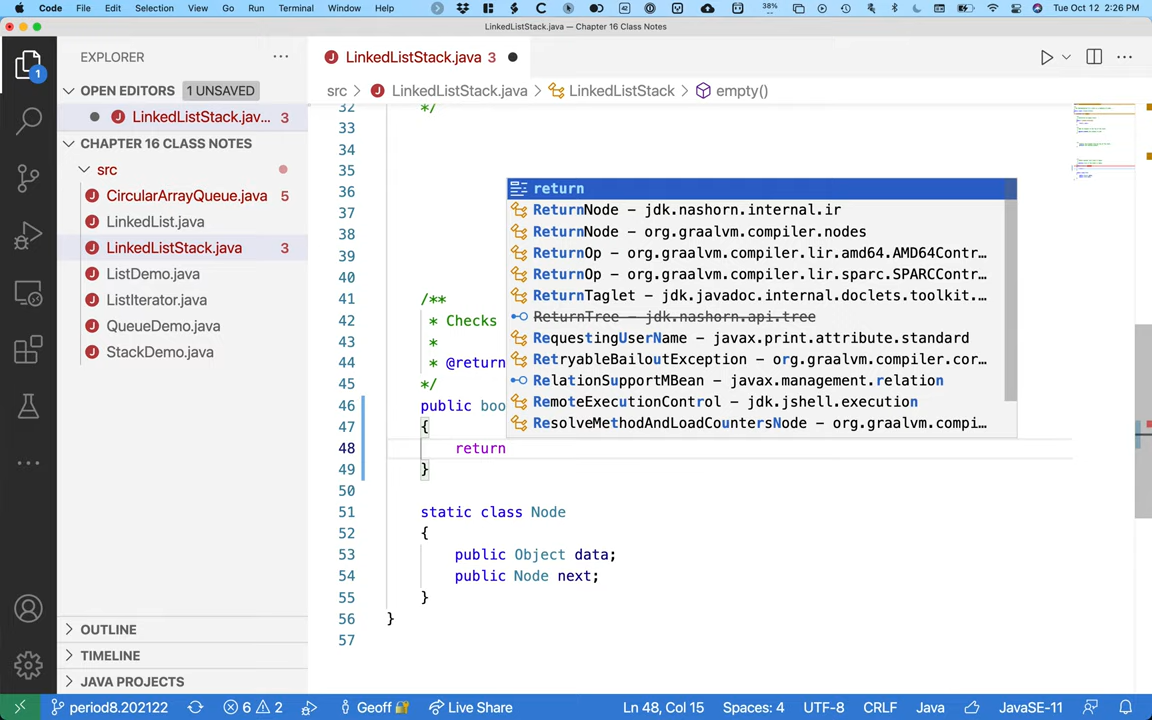 Code File Edit Selection View Go Run Terminal Window Help 38% Tue Oct 12 2:26 PM
LinkedListStack.java — Chapter 16 Class Notes
EXPLORER
LinkedListStack.java 3
OPEN EDITORS 1 UNSAVED
src > LinkedListStack.java > LinkedListStack > empty()
LinkedListStack.jav... 3
CHAPTER 16 CLASS NOTES
src
CircularArrayQueue.java 5
LinkedList.java
LinkedListStack.java 3
ListDemo.java
ListIterator.java
QueueDemo.java
StackDemo.java
OUTLINE
TIMELINE
JAVA PROJECTS
1
32 */
33
34
35
36
37
38
39
40
41 /**
42 * Checks
43 *
44 * @return
45 */
46 public boo
47 {
48 return
49 }
50
51 static class Node
52 {
53 public Object data;
54 public Node next;
55 }
56 }
57
return
ReturnNode – jdk.nashorn.internal.ir
ReturnNode – org.graalvm.compiler.nodes
ReturnOp – org.graalvm.compiler.lir.amd64.AMD64Contr…
ReturnOp – org.graalvm.compiler.lir.sparc.SPARCContr…
ReturnTaglet – jdk.javadoc.internal.doclets.toolkit.…
ReturnTree – jdk.nashorn.api.tree
RequestingUserName – javax.print.attribute.standard
RetryableBailoutException – org.graalvm.compiler.cor…
RelationSupportMBean – javax.management.relation
RemoteExecutionControl – jdk.jshell.execution
ResolveMethodAndLoadCountersNode – org.graalvm.compi…
period8.202122 6 2 Geoff Live Share Ln 48, Col 15 Spaces: 4 UTF-8 CRLF Java JavaSE-11